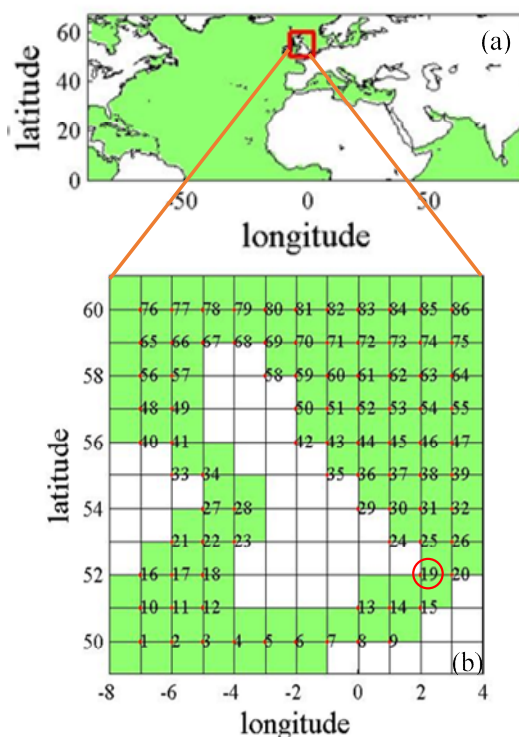 (a)
latitude
60
40
20
0
-50 0 50
longitude
60 76 77 78 79 80 81 82 83 84 85 86
65 66 67 68 69 70 71 72 73 74 75
58 56 57 58 59 60 61 62 63 64
48 49 50 51 52 53 54 55
56 40 41 42 43 44 45 46 47
33 34 35 36 37 38 39
54 27 28 29 30 31 32
21 22 23 24 25 26
52 16 17 18 19 20
10 11 12 13 14 15
50 1 2 3 4 5 6 7 8 9
latitude
(b)
-8 -6 -4 -2 0 2 4
longitude